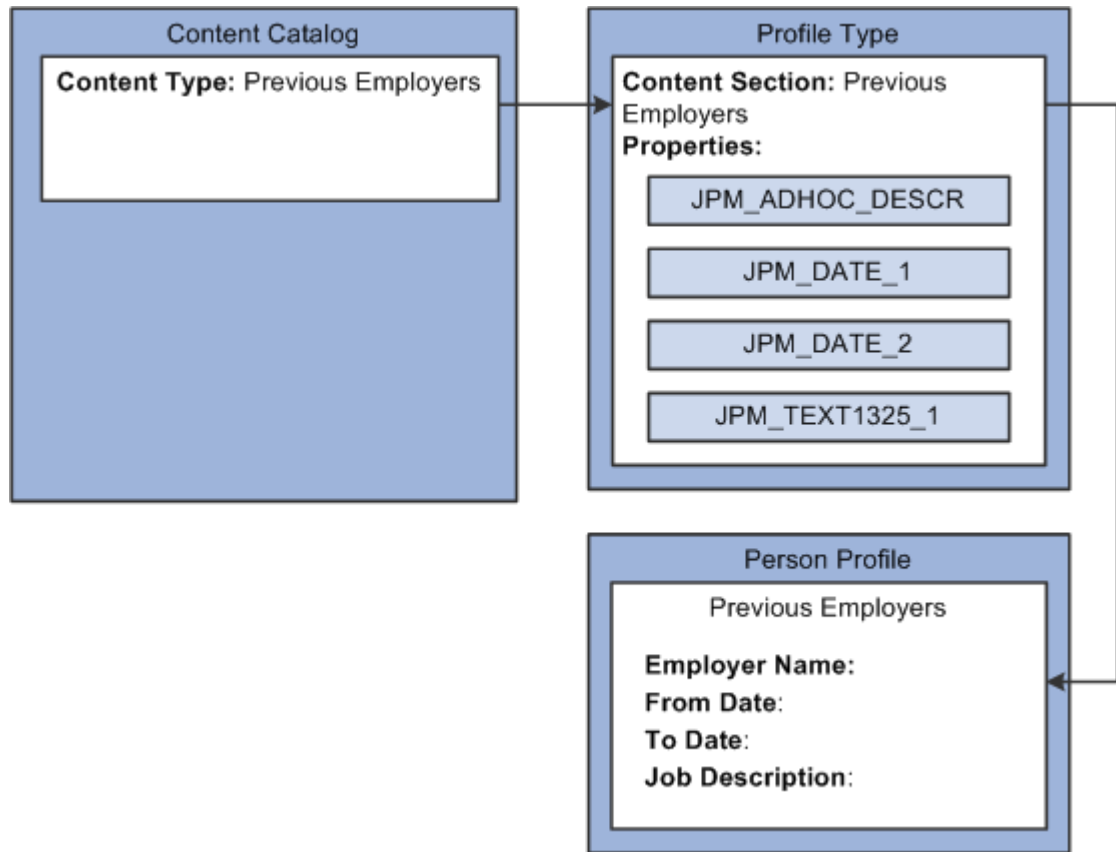 Content Catalog
Content Type: Previous Employers
Profile Type
Content Section: Previous
Employers
Properties:
JPM_ADHOC_DESCR
JPM_DATE_1
JPM_DATE_2
JPM_TEXT1325_1
Person Profile
Previous Employers
Employer Name:
From Date:
To Date:
Job Description: